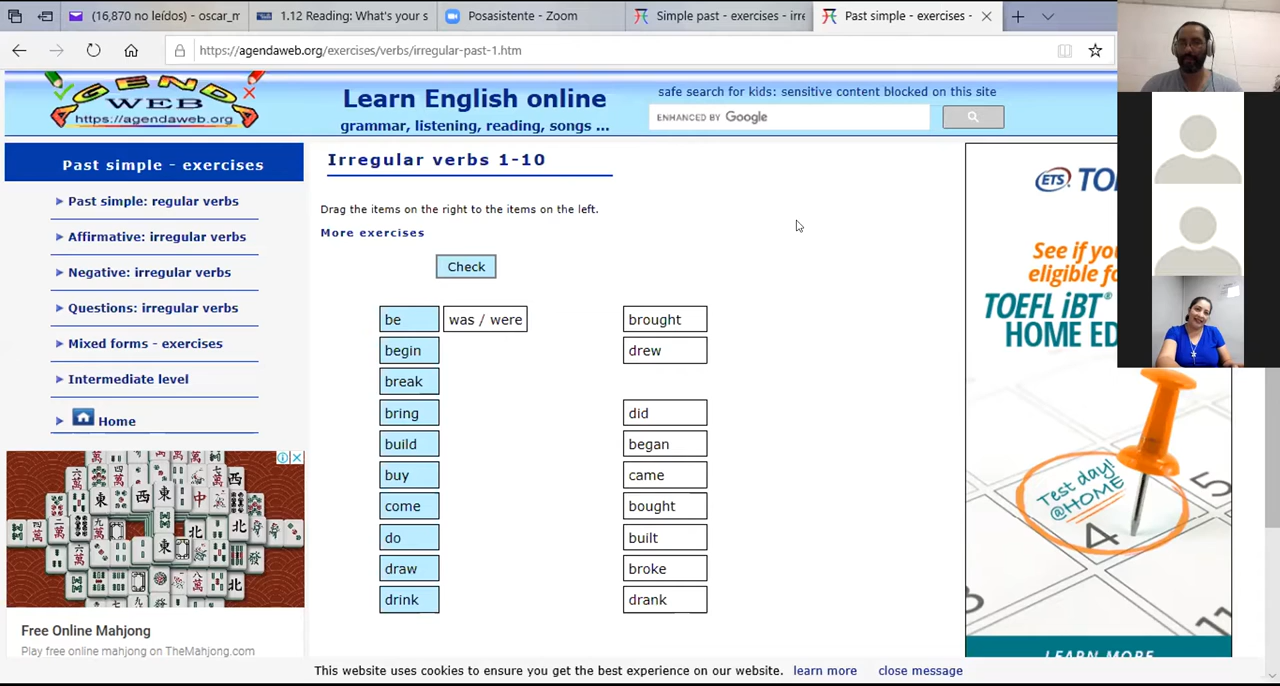 (16,870 no leídos) - oscar_m
1.12 Reading: What's your s
Posasistente - Zoom
Simple past - exercises - irre
Past simple - exercises -
https://agendaweb.org/exercises/verbs/irregular-past-1.htm
WEB
https://agendaweb.org
Learn English online
grammar, listening, reading, songs ...
safe search for kids: sensitive content blocked on this site
ENHANCED BY Google
Past simple - exercises
Past simple: regular verbs
Affirmative: irregular verbs
Negative: irregular verbs
Questions: irregular verbs
Mixed forms - exercises
Intermediate level
Home
Irregular verbs 1-10
Drag the items on the right to the items on the left.
More exercises
Check
be was / were brought
begin drew
break
bring did
build began
buy came
come bought
do built
draw broke
drink drank
Free Online Mahjong
Play free online mahjong on TheMahjong.com
ETS TO
See if you
eligible fo
TOEFL iBT®
HOME ED
Test day!
@HOME
4
5
11
LEARN MORE
This website uses cookies to ensure you get the best experience on our website. learn more close message